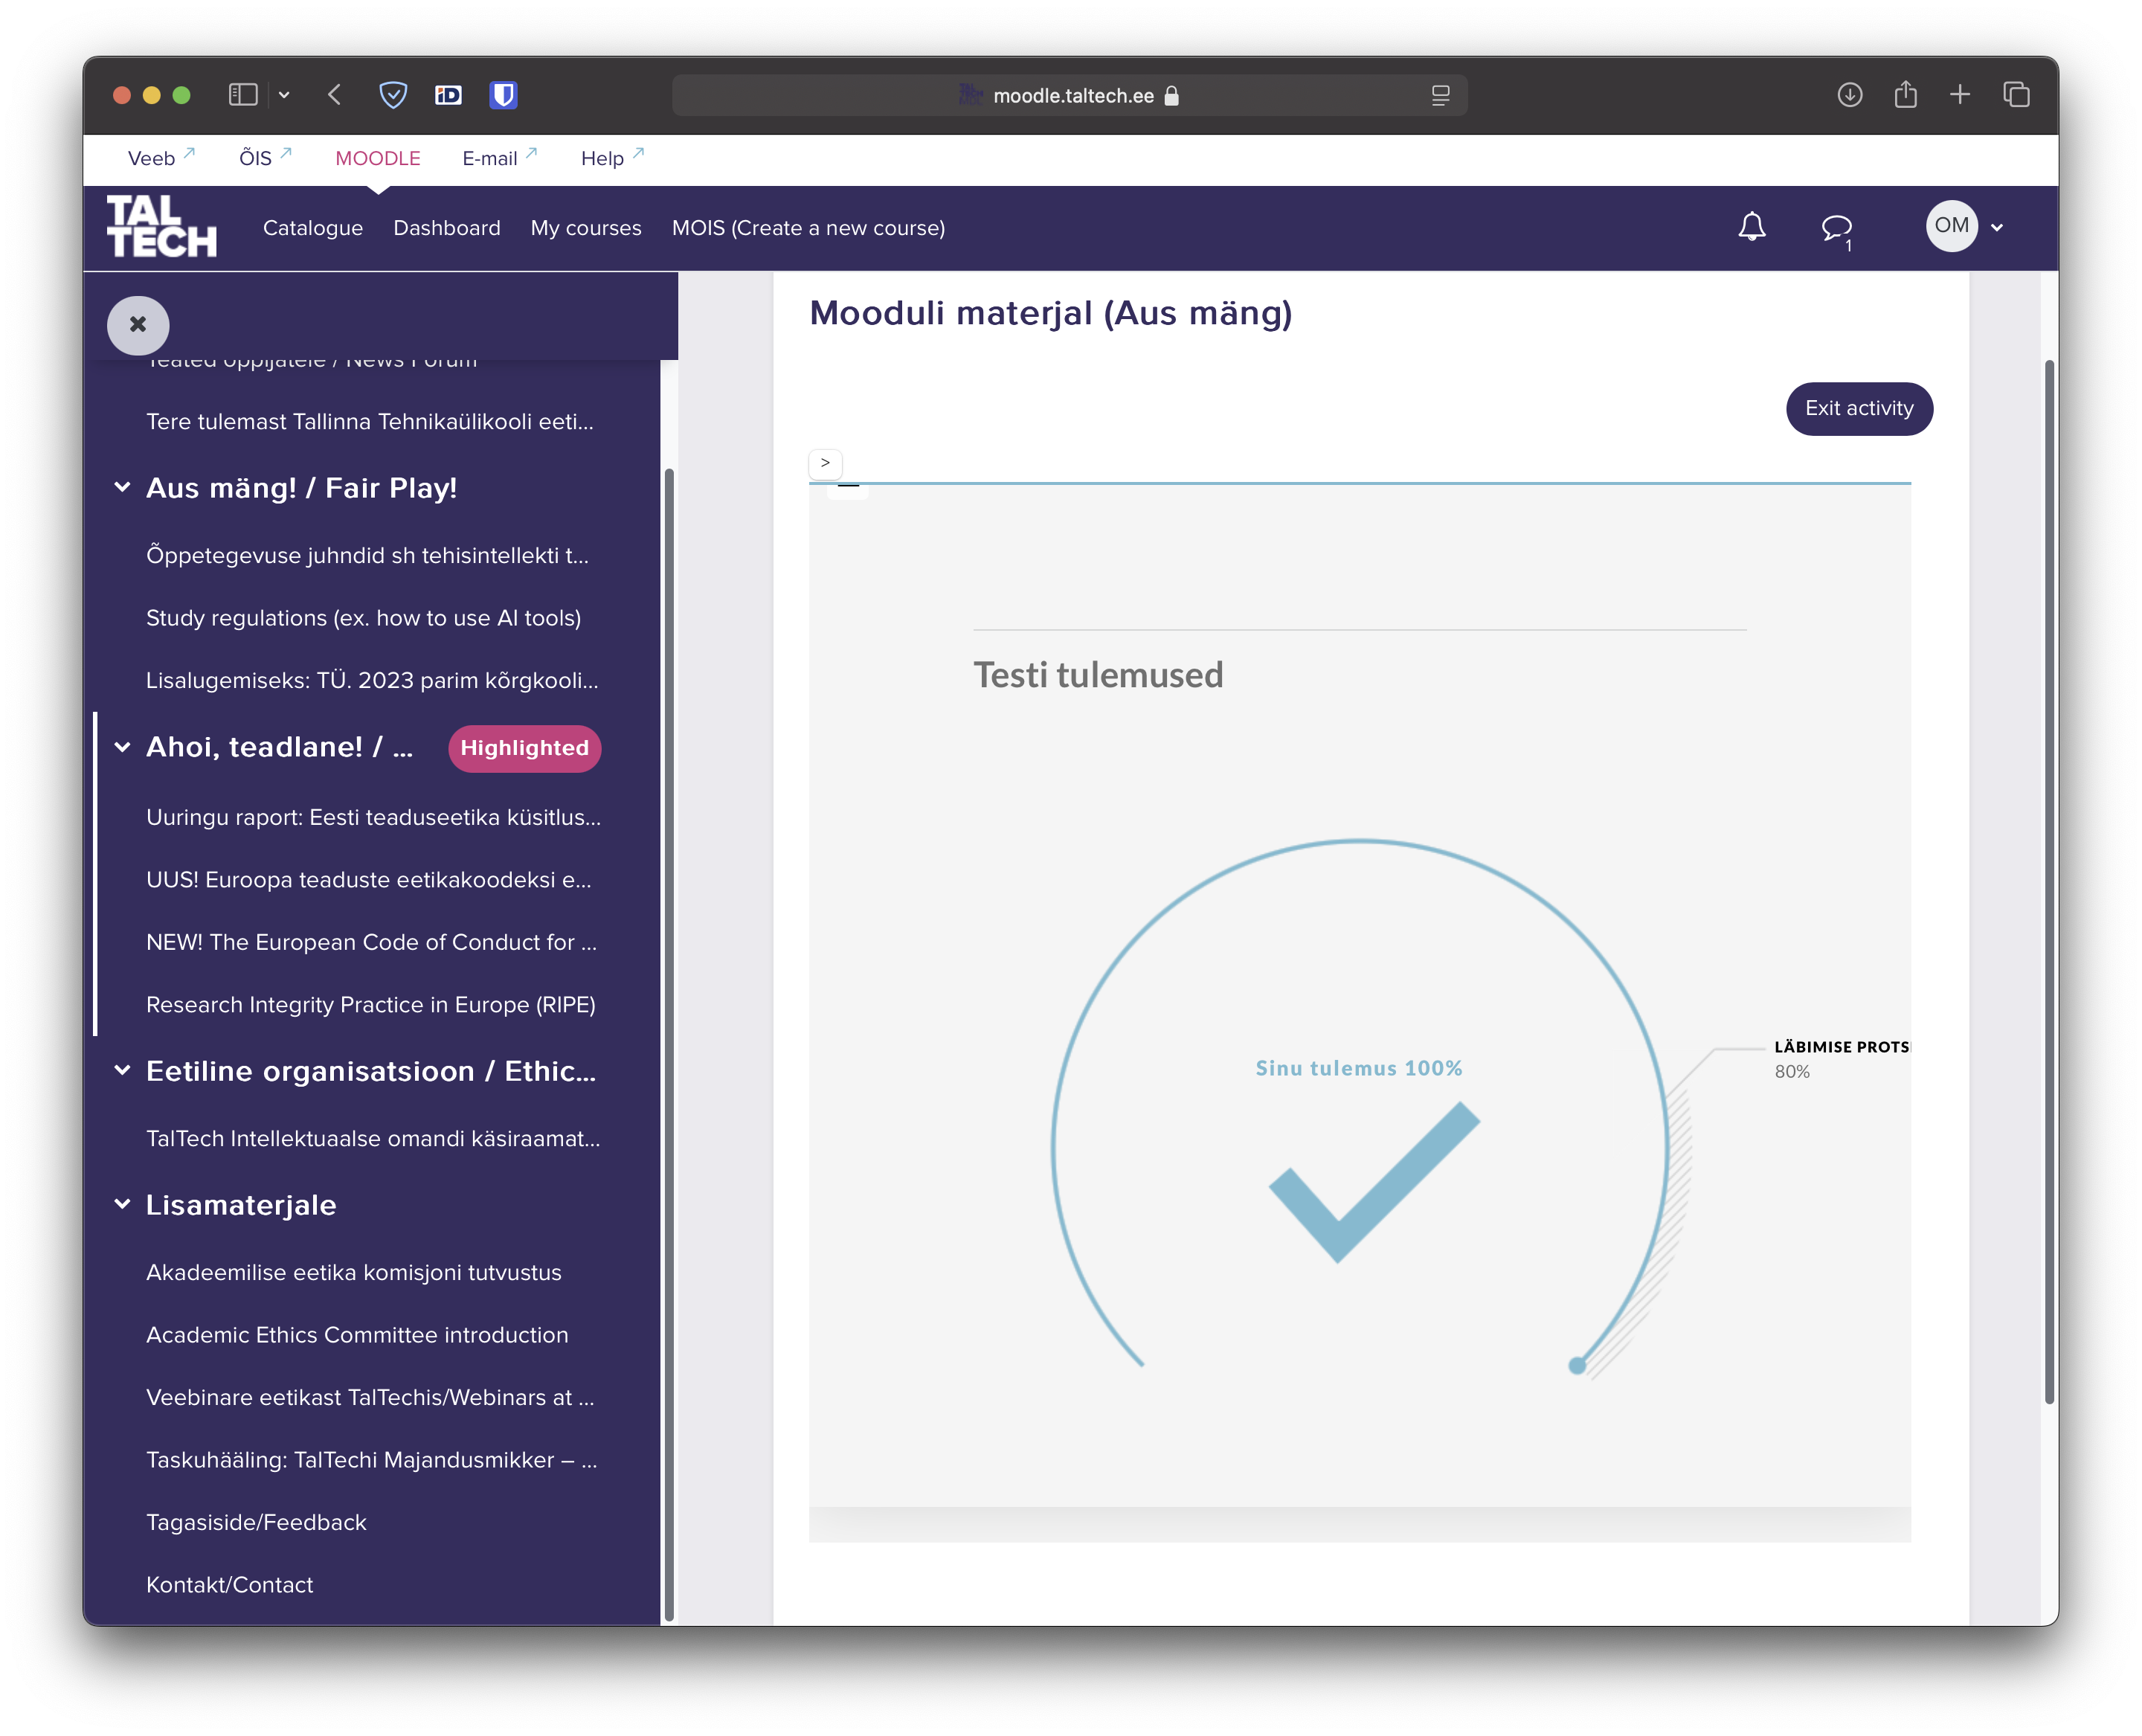 moodle.taltech.ee
Veeb
ÕIS
MOODLE
E-mail
Help
TAL
TECH
Catalogue
Dashboard
My courses
MOIS (Create a new course)
1
OM
Teated õppijatele / News Forum
Tere tulemast Tallinna Tehnikaülikooli eeti...
Aus mäng! / Fair Play!
Õppetegevuse juhndid sh tehisintellekti t...
Study regulations (ex. how to use AI tools)
Lisalugemiseks: TÜ. 2023 parim kõrgkooli...
Ahoi, teadlane! / ...
Highlighted
Uuringu raport: Eesti teaduseetika küsitlus...
UUS! Euroopa teaduste eetikakoodeksi e...
NEW! The European Code of Conduct for ...
Research Integrity Practice in Europe (RIPE)
Eetiline organisatsioon / Ethic...
TalTech Intellektuaalse omandi käsiraamat...
Lisamaterjale
Akadeemilise eetika komisjoni tutvustus
Academic Ethics Committee introduction
Veebinare eetikast TalTechis/Webinars at ...
Taskuhääling: TalTechi Majandusmikker – ...
Tagasiside/Feedback
Kontakt/Contact
Mooduli materjal (Aus mäng)
Exit activity
>
Testi tulemused
Sinu tulemus 100%
LÄBIMISE PROTS
80%